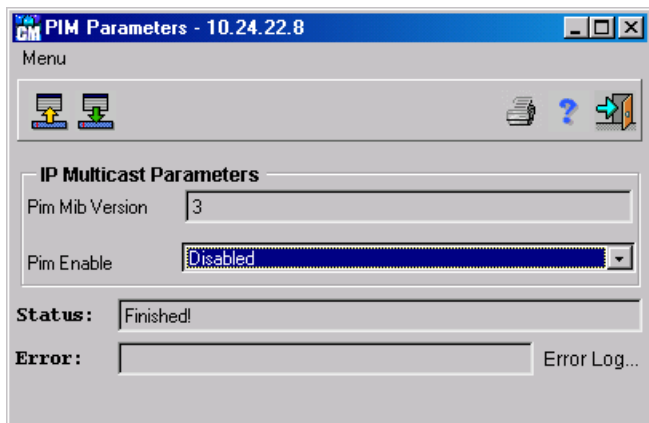 CM PIM Parameters - 10.24.22.8
Menu
IP Multicast Parameters
Pim Mib Version 3
Pim Enable Disabled
Status: Finished!
Error: Error Log...